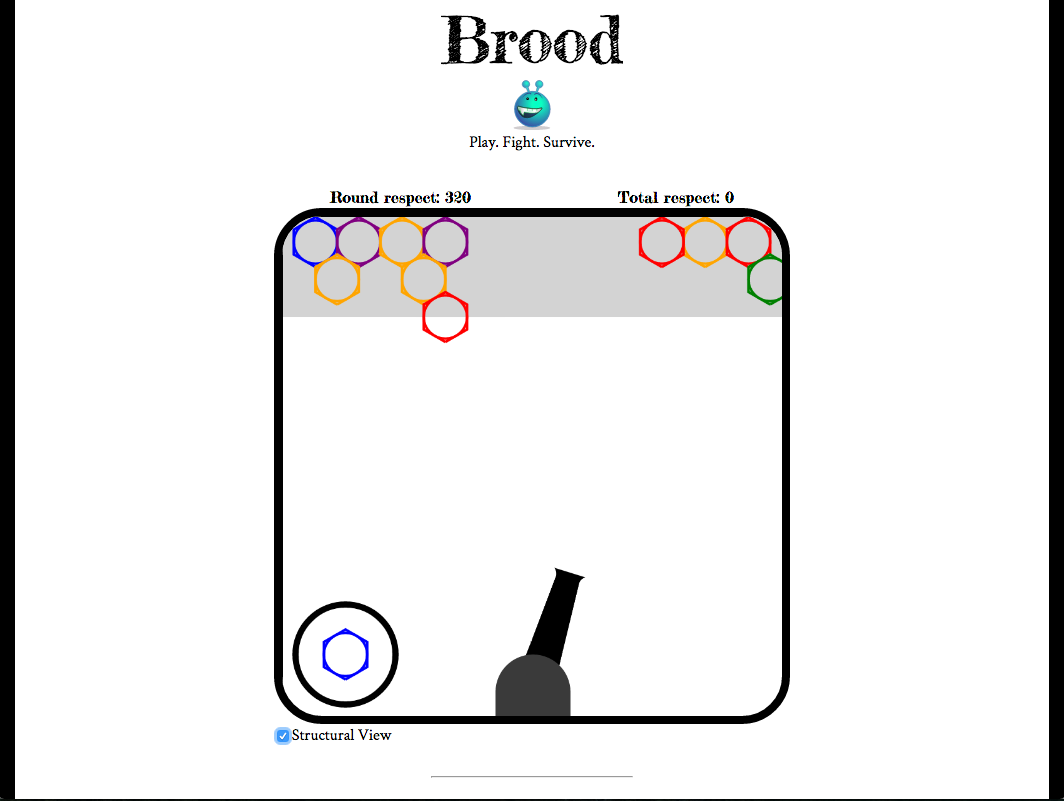 Brood
Play. Fight. Survive.
Round respect: 320
Total respect: 0
Structural View